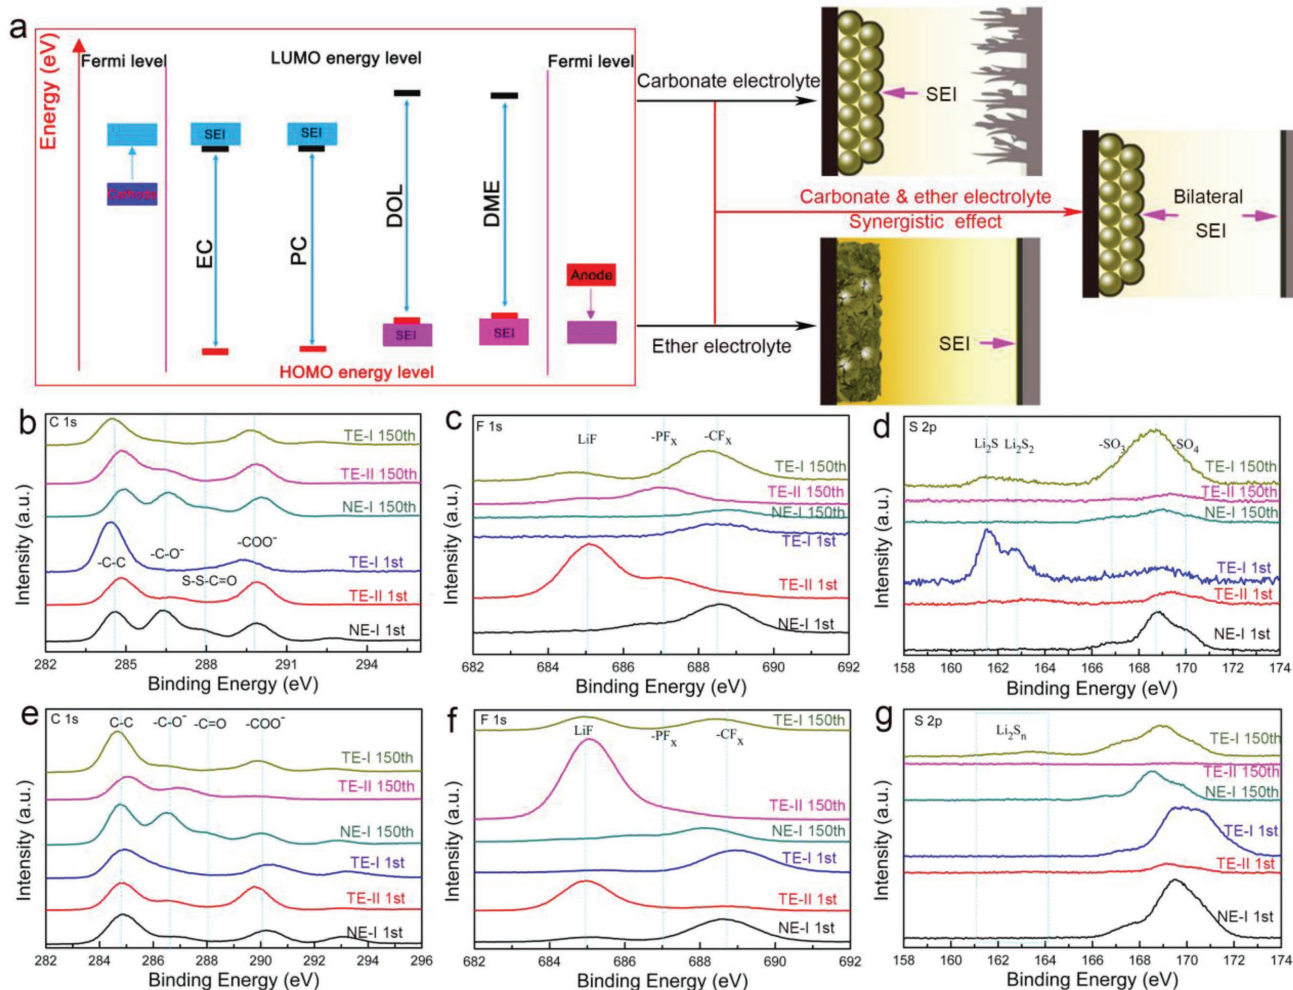 a
Energy (eV)
Fermi level
LUMO energy level
Fermi level
SEI
SEI
Cathode
EC
PC
DOL
DME
Anode
SEI
SEI
HOMO energy level
Carbonate electrolyte
SEI
Carbonate & ether electrolyte
Synergistic effect
Bilateral
SEI
Ether electrolyte
SEI
b
C 1s
TE-I 150th
TE-II 150th
NE-I 150th
-C-O⁻
-COO⁻
TE-I 1st
-C-C
S-S-C=O
TE-II 1st
NE-I 1st
Intensity (a.u.)
282 285 288 291 294
Binding Energy (eV)
c
F 1s
LiF
-PFₓ
-CFₓ
TE-I 150th
TE-II 150th
NE-I 150th
TE-I 1st
TE-II 1st
NE-I 1st
Intensity (a.u.)
682 684 686 688 690 692
Binding Energy (eV)
d
S 2p
Li₂S
Li₂S₂
-SO₃
-SO₄
TE-I 150th
TE-II 150th
NE-I 150th
TE-I 1st
TE-II 1st
NE-I 1st
Intensity (a.u.)
158 160 162 164 166 168 170 172 174
Binding Energy (eV)
e
C 1s
C-C
-C-O⁻
-C=O
-COO⁻
TE-I 150th
TE-II 150th
NE-I 150th
TE-I 1st
TE-II 1st
NE-I 1st
Intensity (a.u.)
282 284 286 288 290 292 294 296
Binding Energy (eV)
f
F 1s
LiF
-PFₓ
-CFₓ
TE-I 150th
TE-II 150th
NE-I 150th
TE-I 1st
TE-II 1st
NE-I 1st
Intensity (a.u.)
682 684 686 688 690 692
Binding Energy (eV)
g
S 2p
Li₂Sₙ
TE-I 150th
TE-II 150th
NE-I 150th
TE-I 1st
TE-II 1st
NE-I 1st
Intensity (a.u.)
158 160 162 164 166 168 170 172 174
Binding Energy (eV)